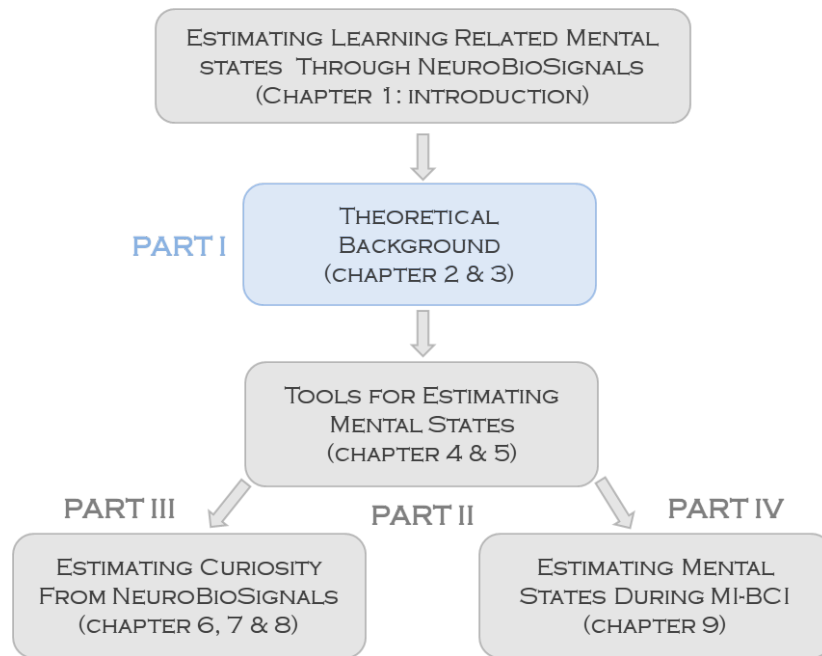 Estimating Learning Related Mental
states Through NeuroBioSignals
(Chapter 1: introduction)
PART I
Theoretical
Background
(chapter 2 & 3)
Tools for Estimating
Mental States
(chapter 4 & 5)
PART III
PART II
PART IV
Estimating Curiosity
From NeuroBioSignals
(chapter 6, 7 & 8)
Estimating Mental
States During MI-BCI
(chapter 9)